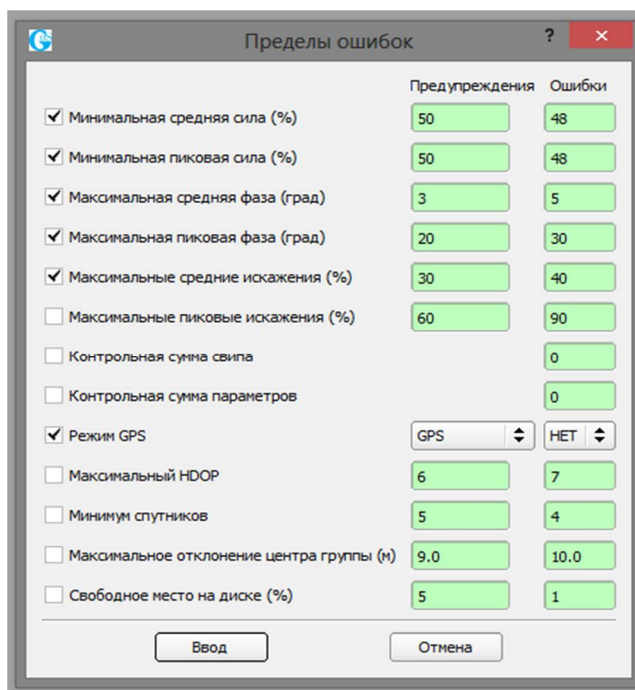 Пределы ошибок ?
Предупреждения Ошибки
Минимальная средняя сила (%) 50 48
Минимальная пиковая сила (%) 50 48
Максимальная средняя фаза (град) 3 5
Максимальная пиковая фаза (град) 20 30
Максимальные средние искажения (%) 30 40
Максимальные пиковые искажения (%) 60 90
Контрольная сумма свипа 0
Контрольная сумма параметров 0
Режим GPS GPS НЕТ
Максимальный HDOP 6 7
Минимум спутников 5 4
Максимальное отклонение центра группы (м) 9.0 10.0
Свободное место на диске (%) 5 1
Ввод Отмена